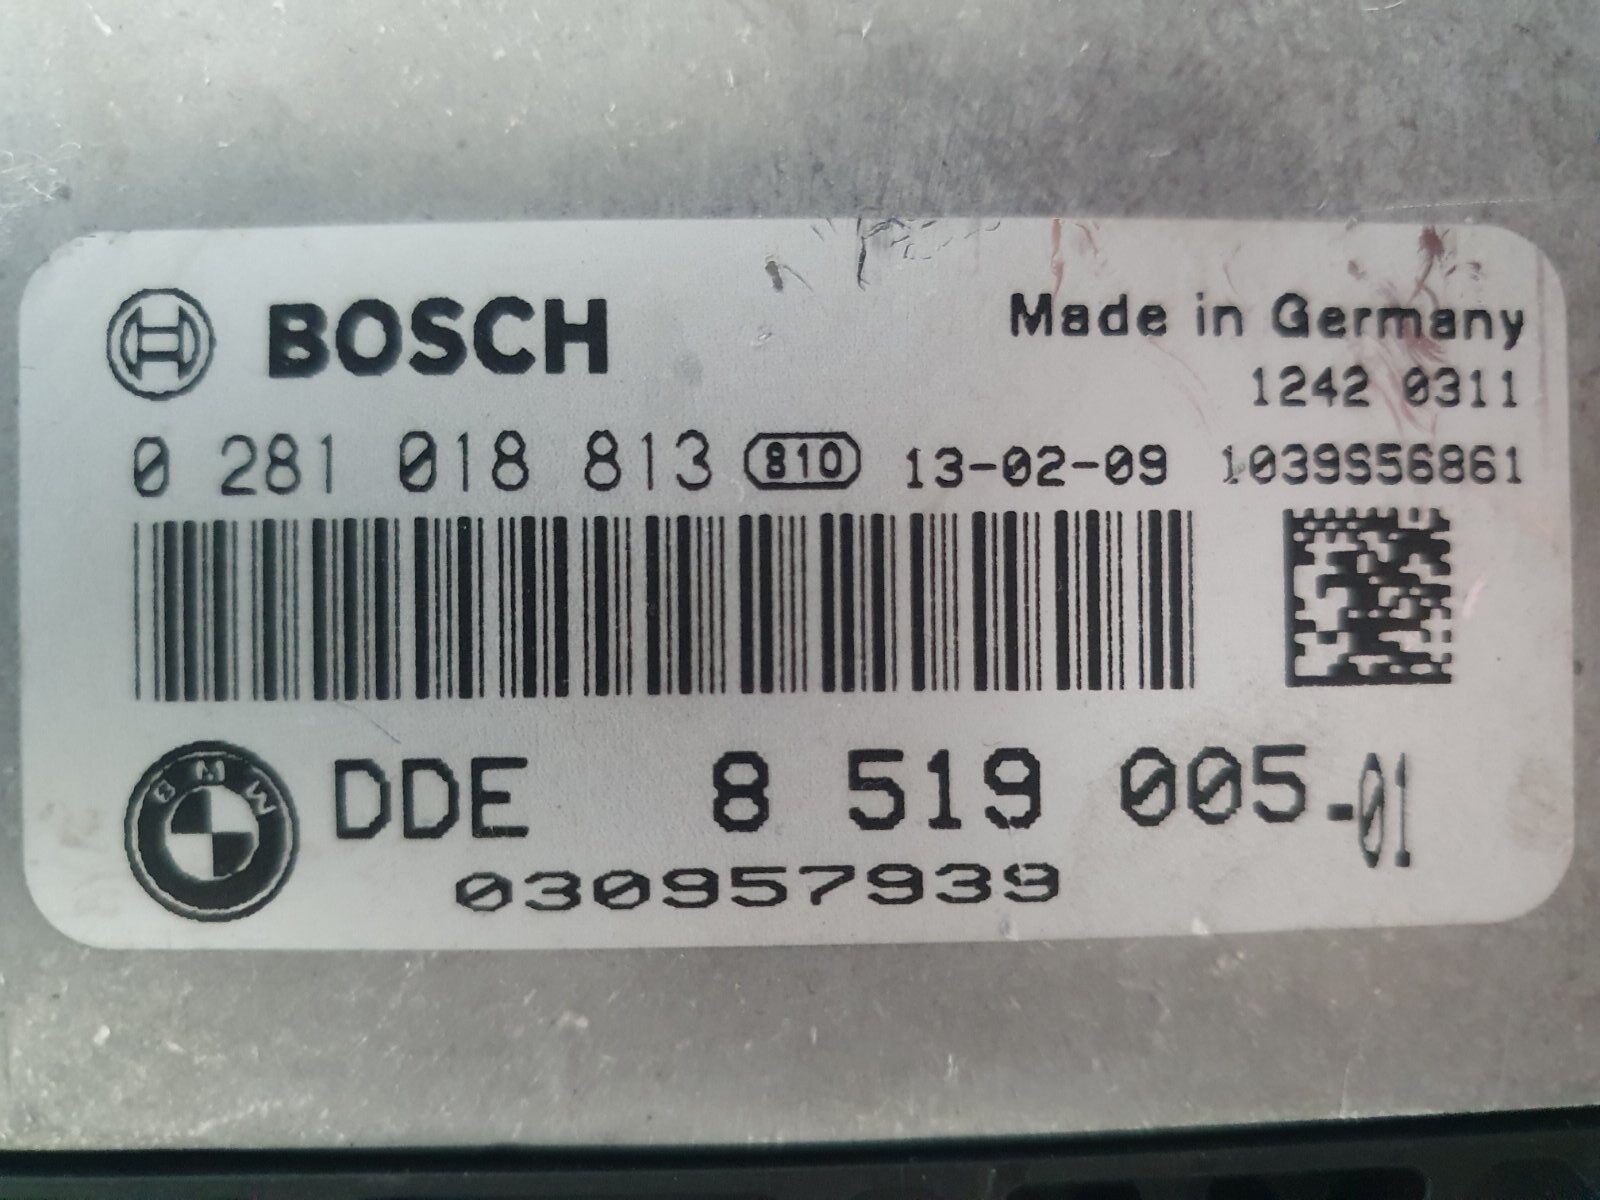 BOSCH
Made in Germany
1242 0311
0 281 018 813 810 13-02-09 1039S56861
BMW
DDE 8 519 005-01
030957939